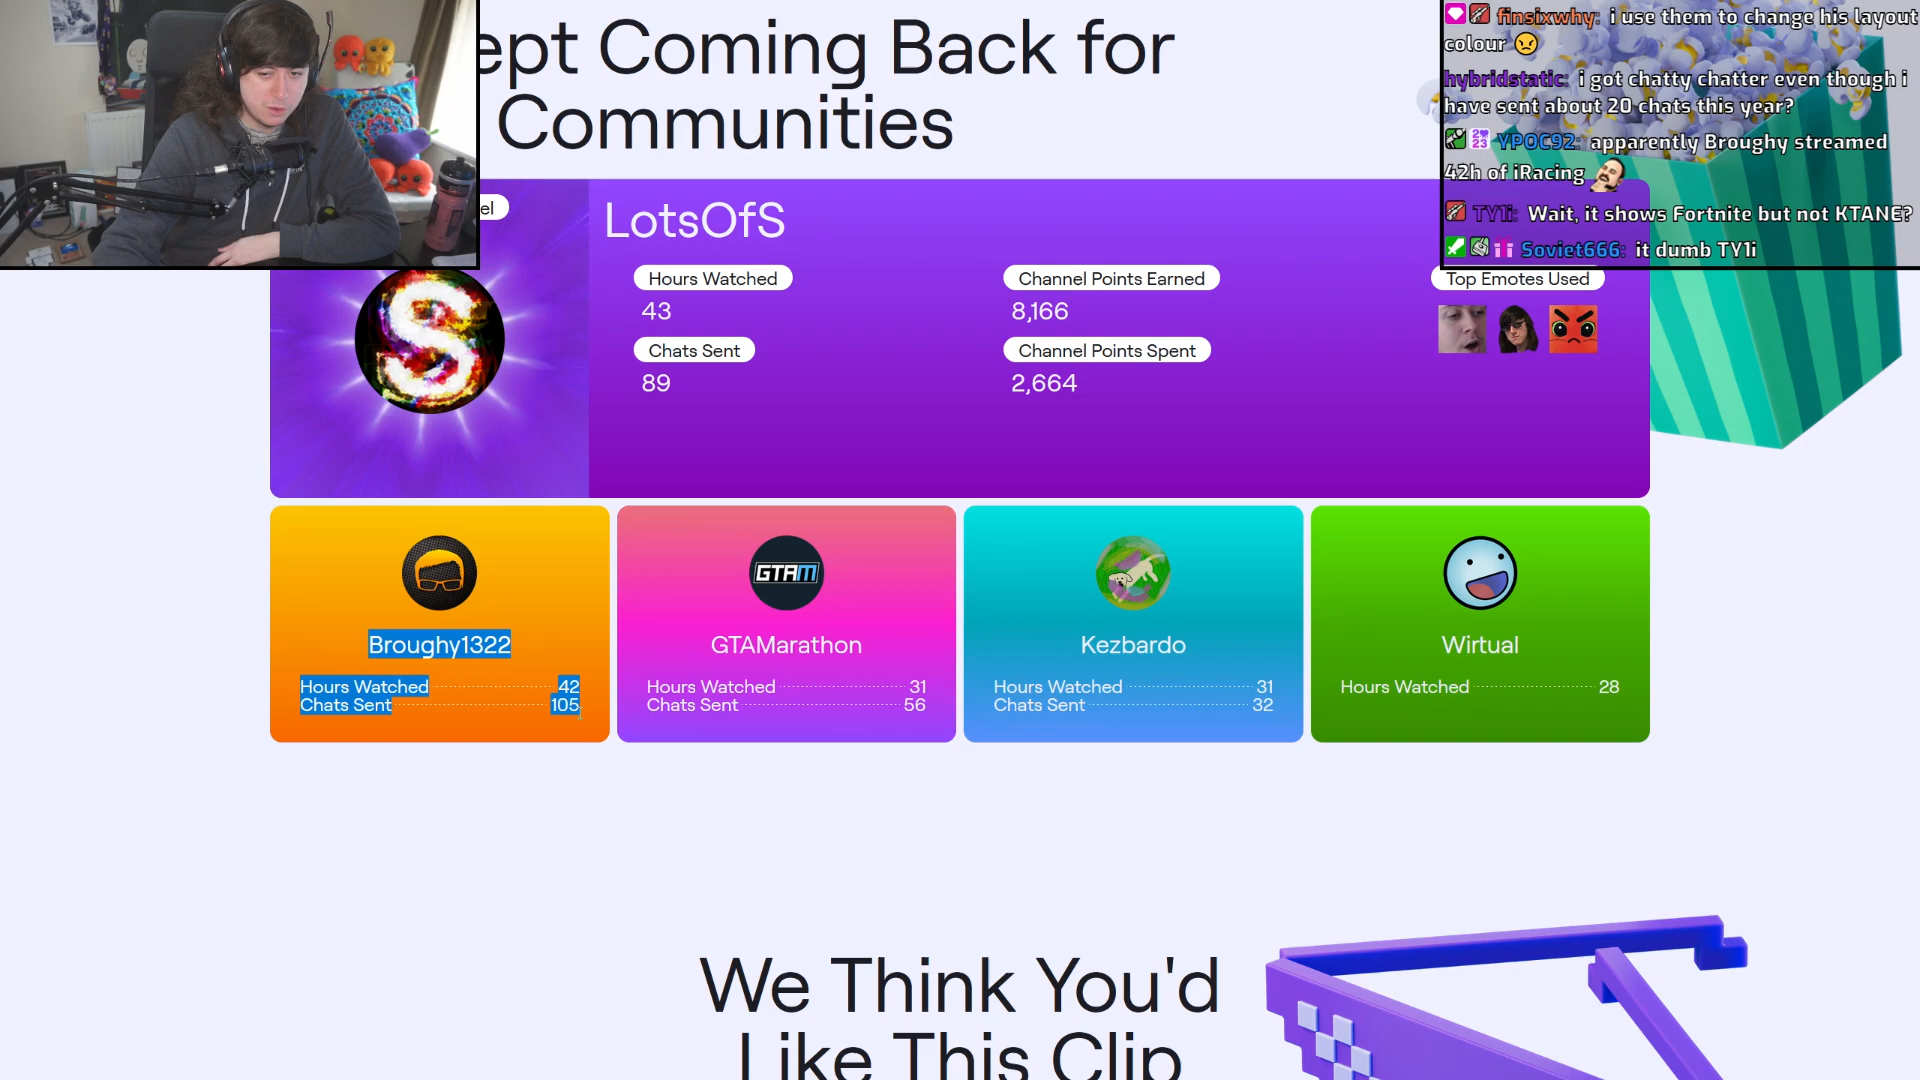 ept Coming Back for
Communities
el
LotsOfS
Hours Watched
43
Chats Sent
89
Channel Points Earned
8,166
Channel Points Spent
2,664
Top Emotes Used
Broughy1322
Hours Watched 42
Chats Sent 105
GTAM
GTAMarathon
Hours Watched 31
Chats Sent 56
Kezbardo
Hours Watched 31
Chats Sent 32
Wirtual
Hours Watched 28
We Think You'd
Like This Clip
finsixwhy: i use them to change his layout
colour
hybridstatic: i got chatty chatter even though i
have sent about 20 chats this year?
YPOC92: apparently Broughy streamed
42h of iRacing
TY1i: Wait, it shows Fortnite but not KTANE?
Soviet666: it dumb TY1i